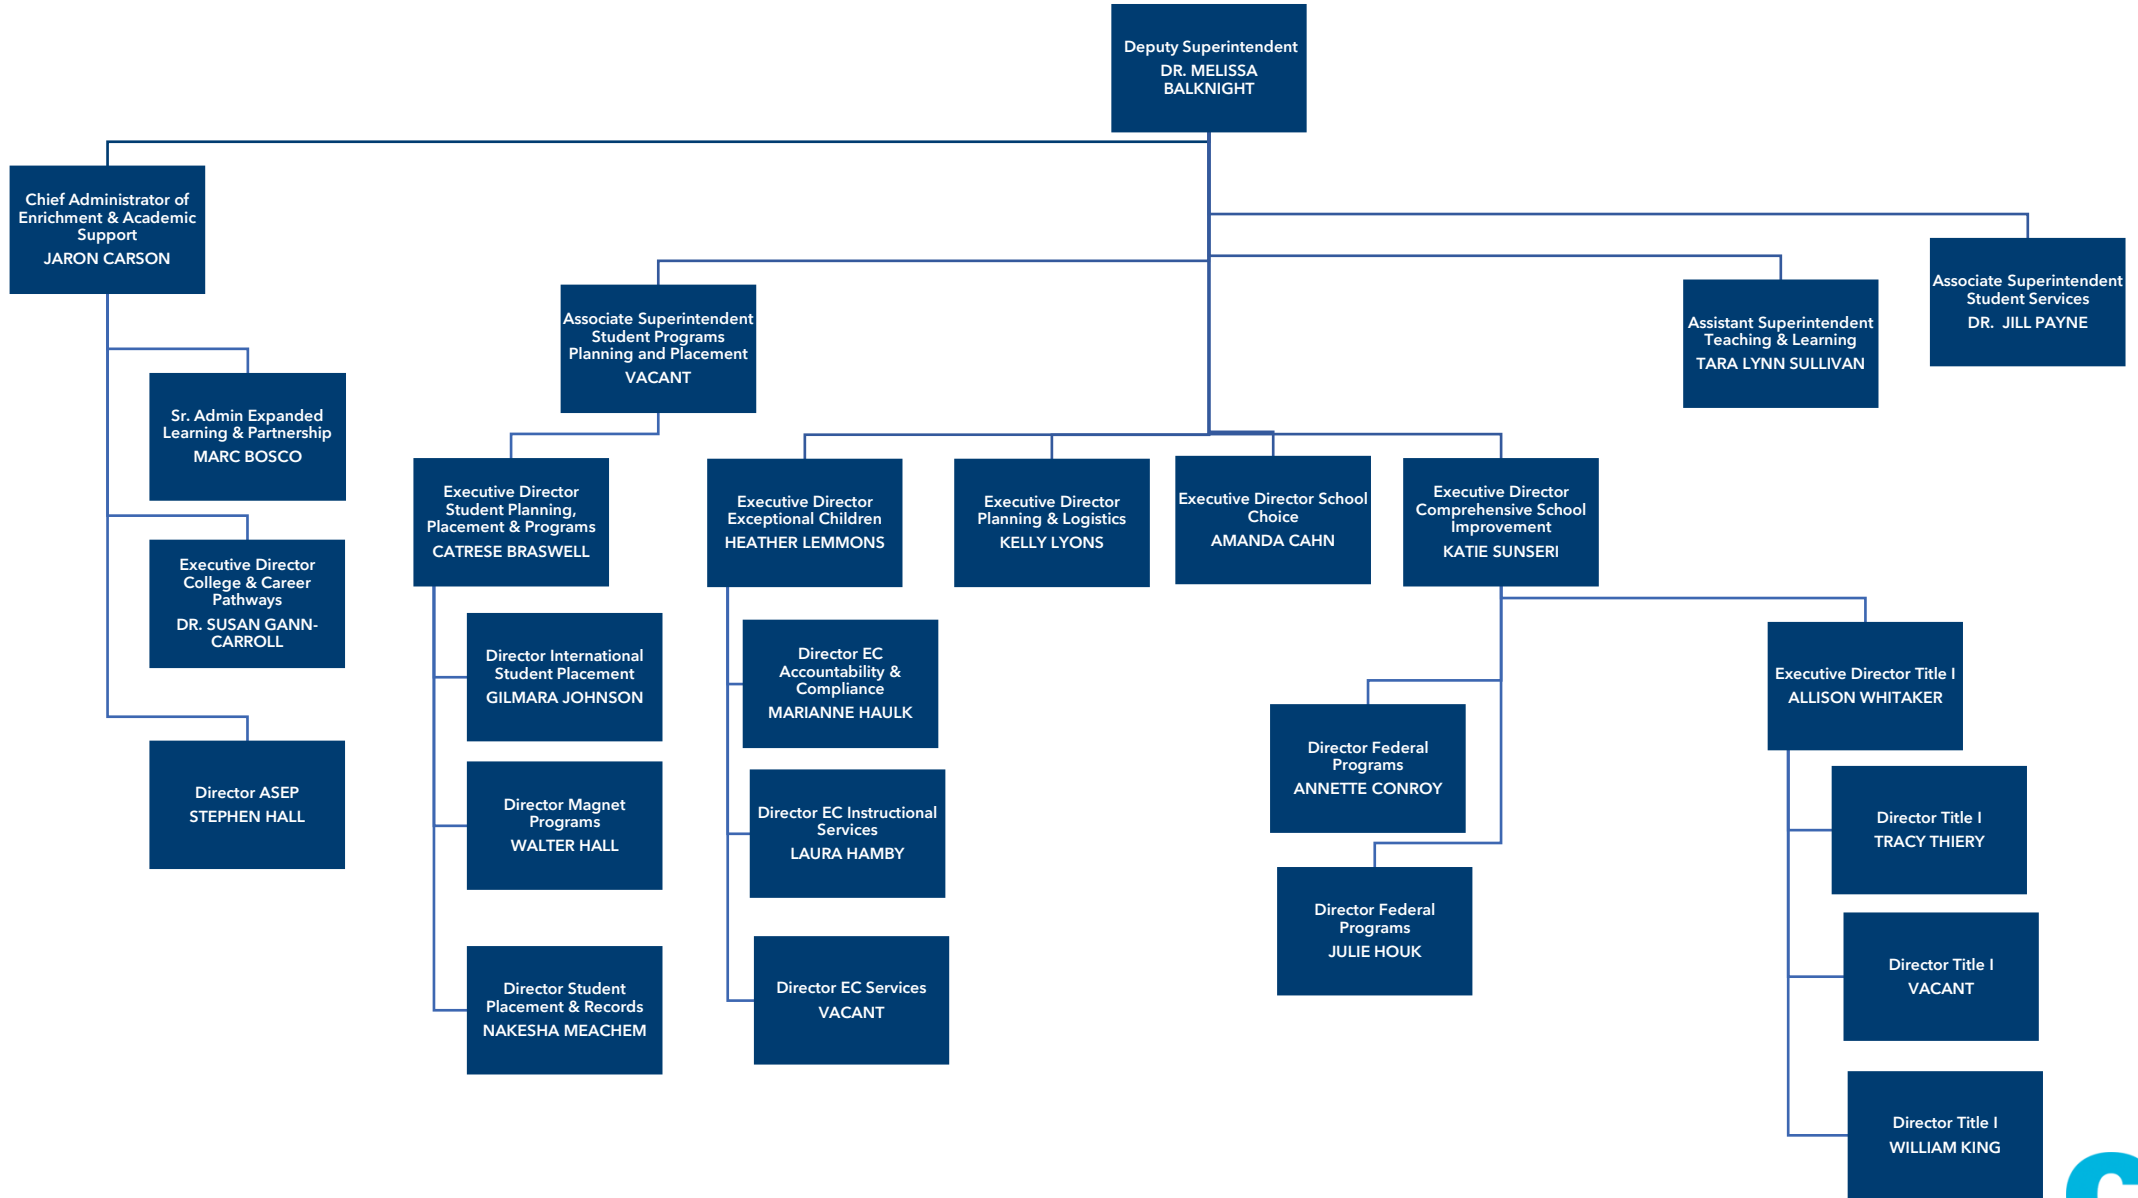 Deputy Superintendent
DR. MELISSA
BALKNIGHT
Chief Administrator of
Enrichment & Academic
Support
JARON CARSON
Associate Superintendent
Student Services
DR. JILL PAYNE
Assistant Superintendent
Teaching & Learning
TARA LYNN SULLIVAN
Associate Superintendent
Student Programs
Planning and Placement
VACANT
Sr. Admin Expanded
Learning & Partnership
MARC BOSCO
Executive Director
College & Career
Pathways
DR. SUSAN GANN-
CARROLL
Director ASEP
STEPHEN HALL
Executive Director
Student Planning,
Placement & Programs
CATRESE BRASWELL
Director International
Student Placement
GILMARA JOHNSON
Director Magnet
Programs
WALTER HALL
Director Student
Placement & Records
NAKESHA MEACHEM
Executive Director
Exceptional Children
HEATHER LEMMONS
Director EC
Accountability &
Compliance
MARIANNE HAULK
Director EC Instructional
Services
LAURA HAMBY
Director EC Services
VACANT
Executive Director
Planning & Logistics
KELLY LYONS
Executive Director School
Choice
AMANDA CAHN
Executive Director
Comprehensive School
Improvement
KATIE SUNSERI
Director Federal
Programs
ANNETTE CONROY
Director Federal
Programs
JULIE HOUK
Executive Director Title I
ALLISON WHITAKER
Director Title I
TRACY THIERY
Director Title I
VACANT
Director Title I
WILLIAM KING